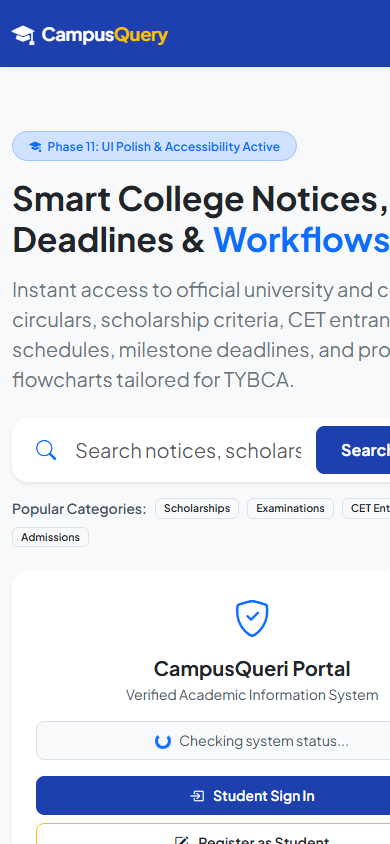 CampusQuery
Phase 11: UI Polish & Accessibility Active
Smart College Notices,
Deadlines & Workflows
Instant access to official university and c
circulars, scholarship criteria, CET entran
schedules, milestone deadlines, and pro
flowcharts tailored for TYBCA.
Search notices, scholars Search
Popular Categories: Scholarships Examinations CET Ent
Admissions
CampusQueri Portal
Verified Academic Information System
Checking system status...
Student Sign In
Register as Student